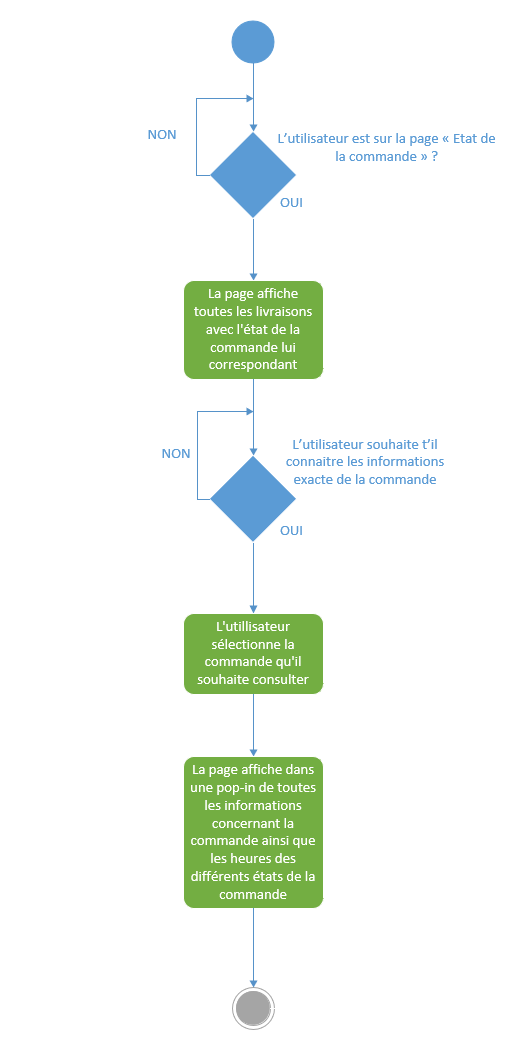 NON
L'utilisateur est sur la page « Etat de
la commande » ?
OUI
La page affiche
toutes les livraisons
avec l'état de la
commande lui
correspondant
NON
L'utilisateur souhaite t'il
connaitre les informations
exacte de la commande
OUI
L'utillisateur
sélectionne la
commande qu'il
souhaite consulter
La page affiche dans
une pop-in de toutes
les informations
concernant la
commande ainsi que
les heures des
différents états de la
commande